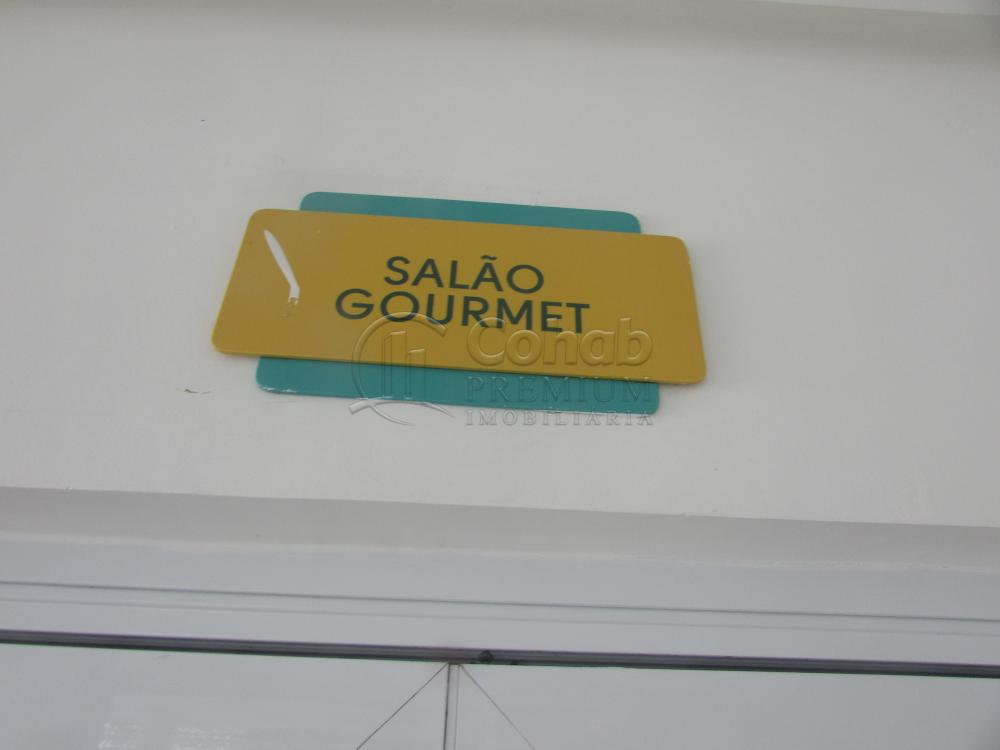 SALÃO
GOURMET
Conab
PREMIUM
IMOBILIÁRIA